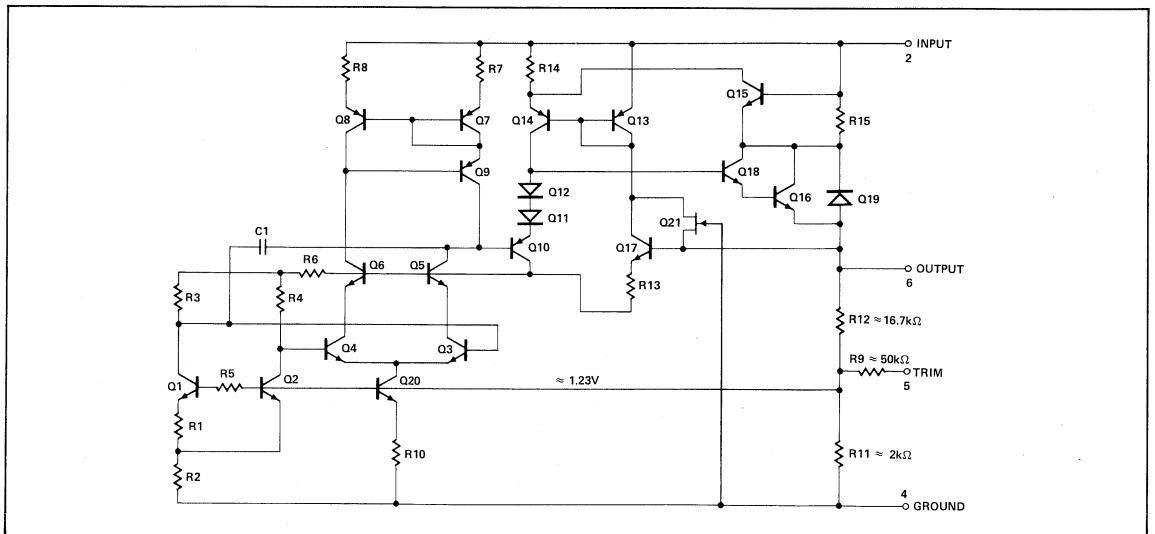 INPUT
2
R8
R7
R14
Q15
Q8
Q7
Q14
Q13
R15
Q9
Q18
Q16
Q12
Q19
Q11
Q21
C1
Q10
Q17
R6
Q6
Q5
OUTPUT
6
R3
R4
R13
R12 ≈ 16.7kΩ
Q4
Q3
R9 ≈ 50kΩ
TRIM
5
Q1
R5
Q2
Q20
≈ 1.23V
R1
R10
R11 ≈ 2kΩ
R2
4
GROUND